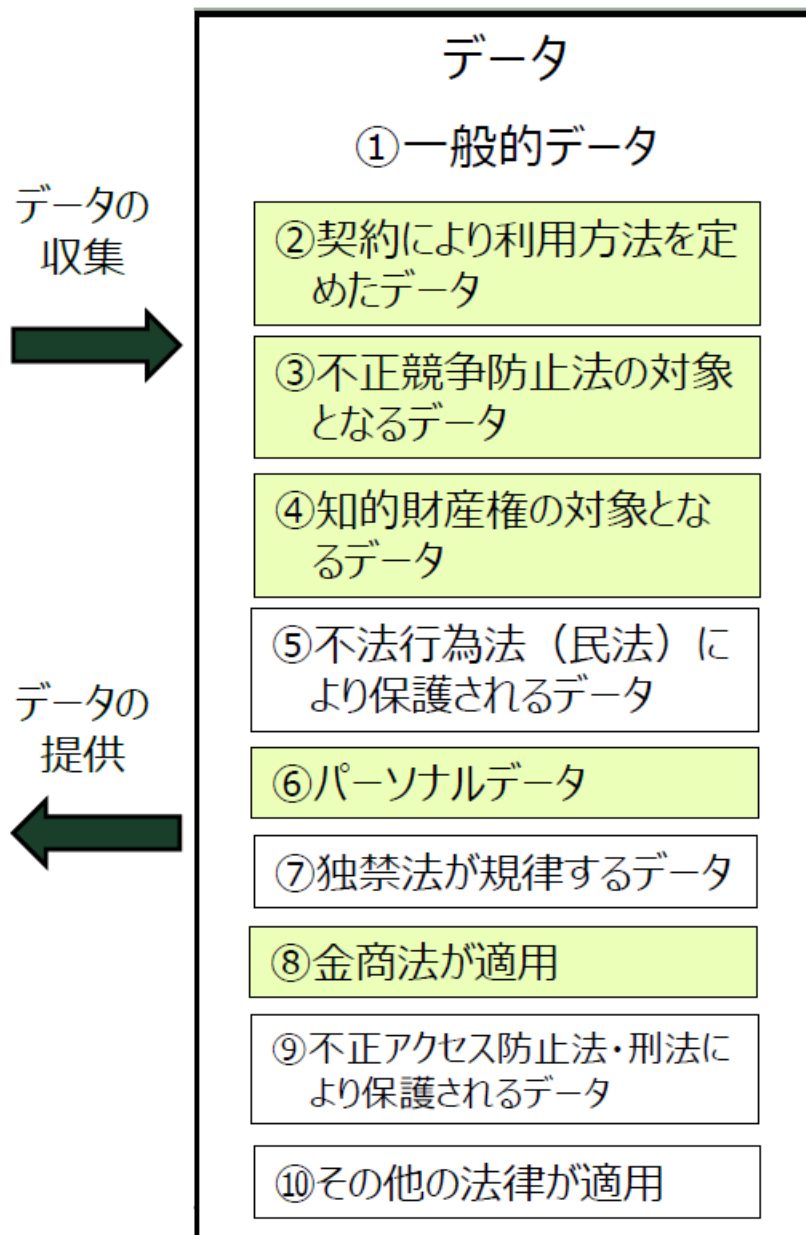 データ
①一般的データ
データの
収集
②契約により利用方法を定
めたデータ
③不正競争防止法の対象
となるデータ
④知的財産権の対象とな
るデータ
⑤不法行為法（民法）に
より保護されるデータ
データの
提供
⑥パーソナルデータ
⑦独禁法が規律するデータ
⑧金商法が適用
⑨不正アクセス防止法・刑法に
より保護されるデータ
⑩その他の法律が適用